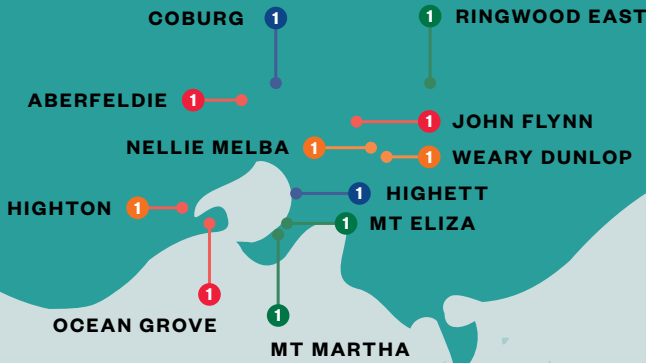 COBURG 1
1 RINGWOOD EAST
ABERFELDIE 1
1 JOHN FLYNN
NELLIE MELBA 1
1 WEARY DUNLOP
1 HIGHETT
HIGHTON 1
1 MT ELIZA
1
OCEAN GROVE
1
MT MARTHA